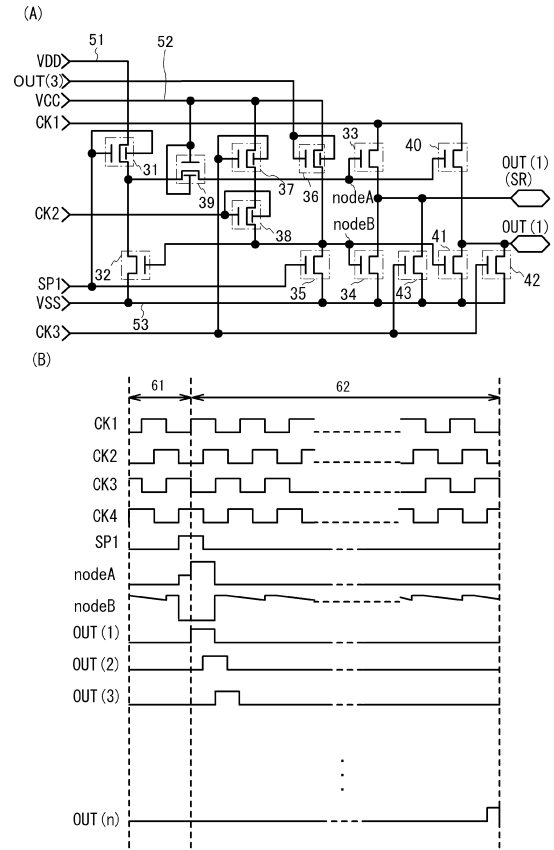 (A)
51
52
VDD
OUT(3)
VCC
CK1
33
40
OUT(1)
(SR)
31
39
37
36
nodeA
CK2
nodeB
OUT(1)
38
32
41
SP1
35
34
43
42
VSS
53
CK3
(B)
61
62
CK1
CK2
CK3
CK4
SP1
nodeA
nodeB
OUT(1)
OUT(2)
OUT(3)
OUT(n)